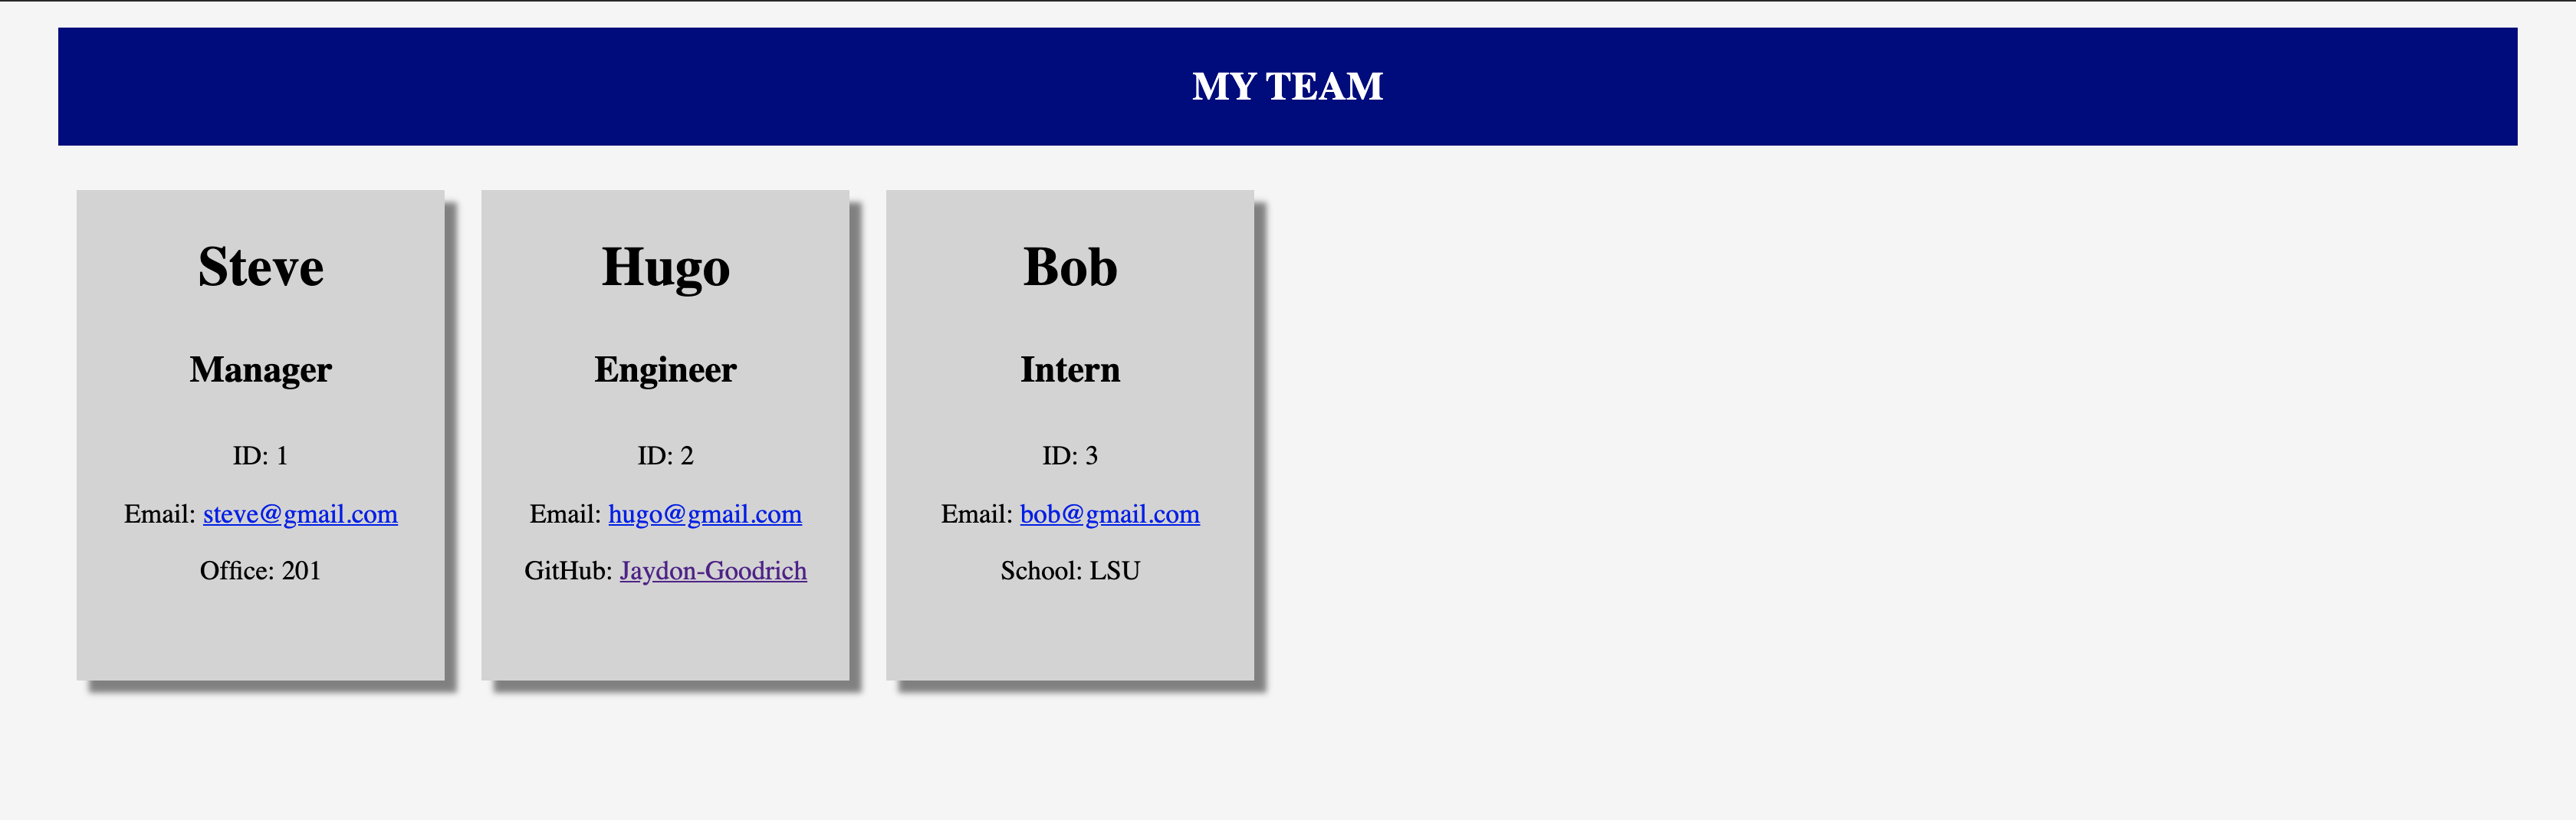 MY TEAM
Steve
Manager
ID: 1
Email: steve@gmail.com
Office: 201
Hugo
Engineer
ID: 2
Email: hugo@gmail.com
GitHub: Jaydon-Goodrich
Bob
Intern
ID: 3
Email: bob@gmail.com
School: LSU